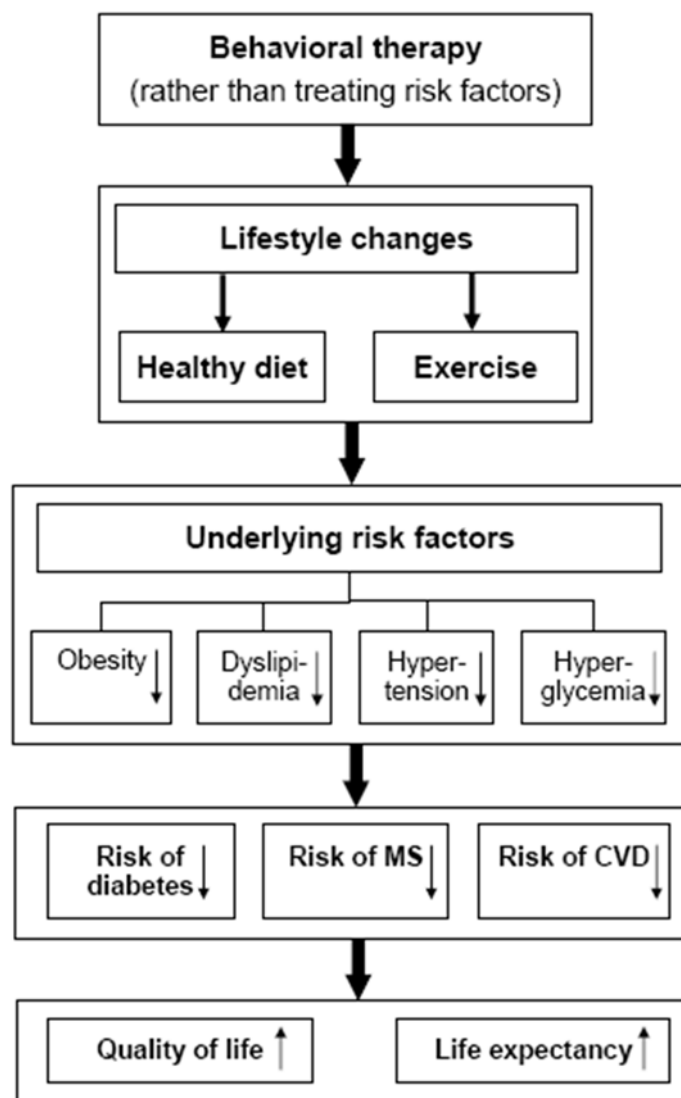 Behavioral therapy
(rather than treating risk factors)
Lifestyle changes
Healthy diet
Exercise
Underlying risk factors
Obesity
Dyslipi-
demia
Hyper-
tension
Hyper-
glycemia
Risk of
diabetes
Risk of MS
Risk of CVD
Quality of life
Life expectancy